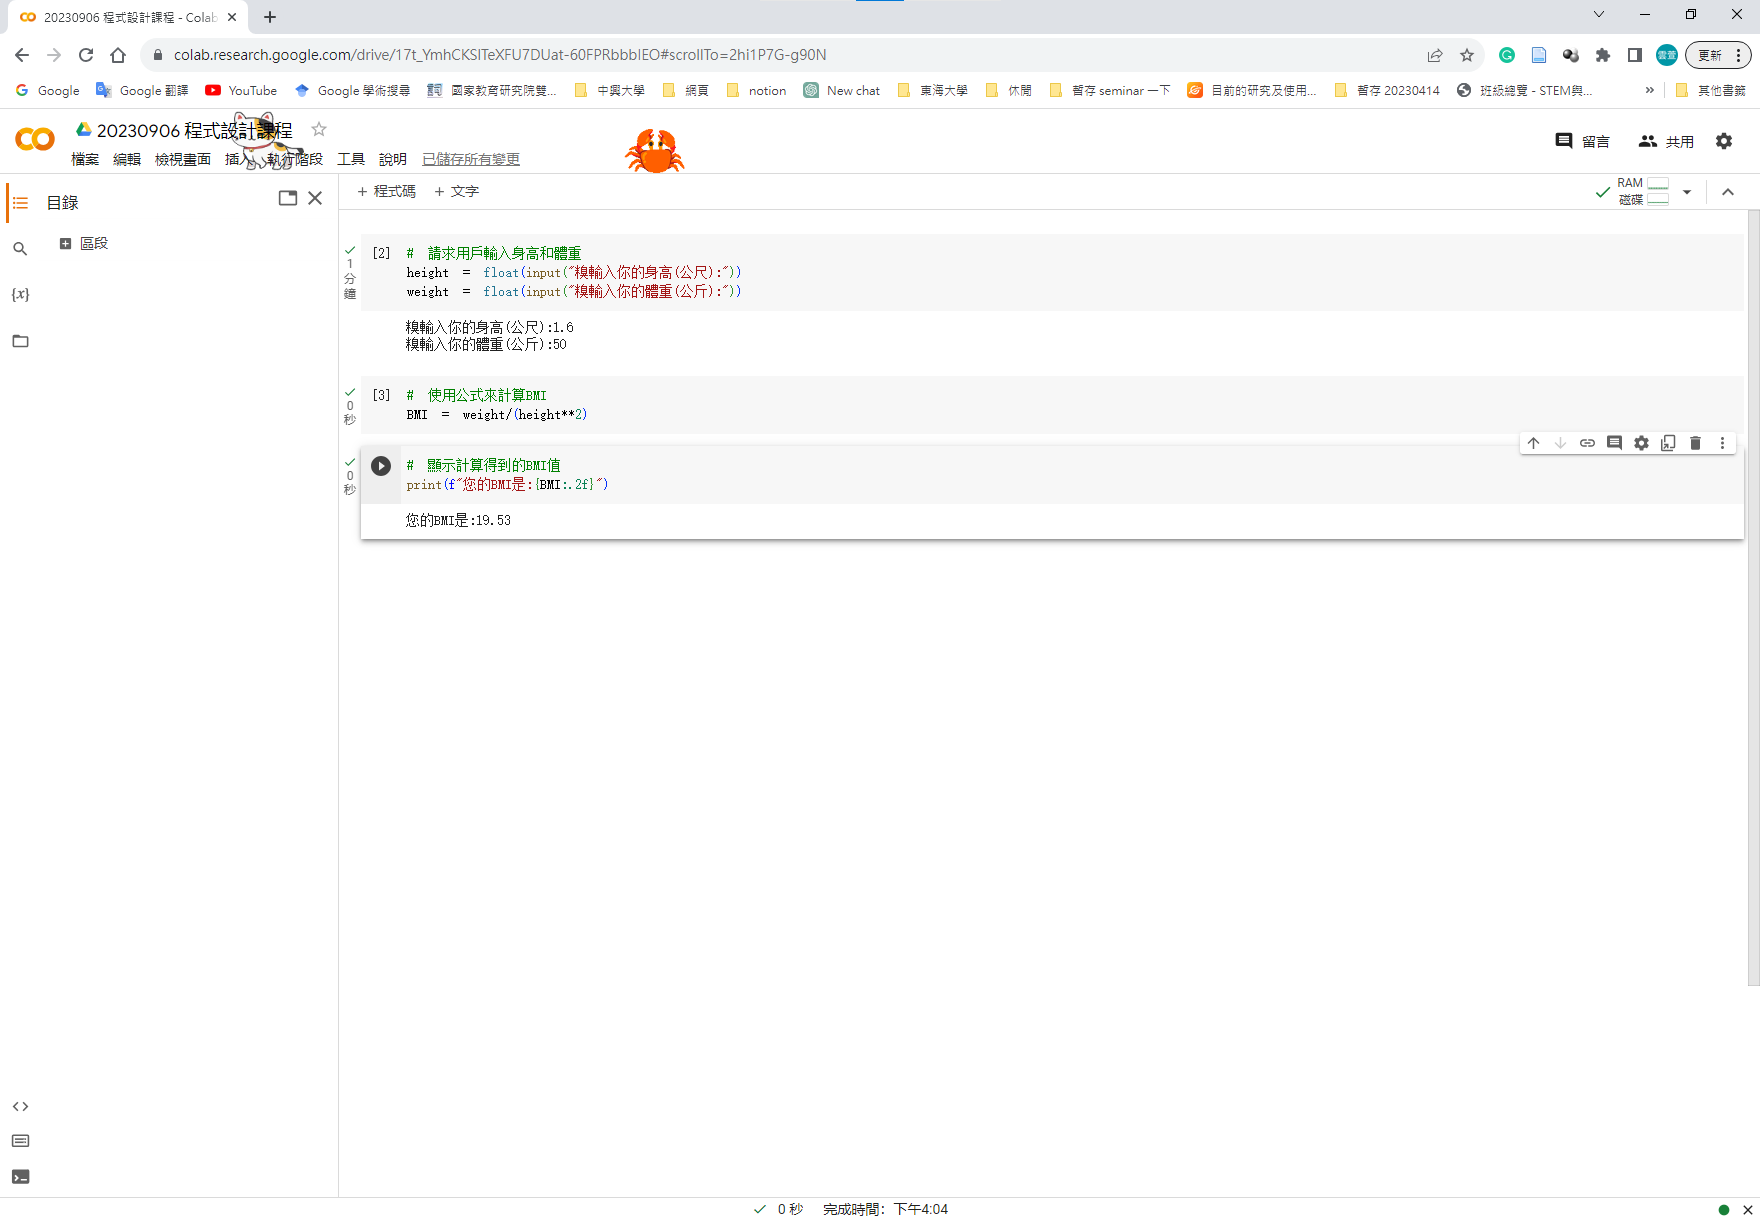 20230906 程式設計課程 - Colab
colab.research.google.com/drive/17t_YmhCKSITeXFU7DUat-60FPRbbbIEO#scrollTo=2hi1P7G-g90N
雲萱
更新
Google
Google 翻譯
YouTube
Google 學術搜尋
國家教育研究院雙...
中興大學
網頁
notion
New chat
東海大學
休閒
暫存 seminar 一下
目前的研究及使用...
暫存 20230414
班級總覽 - STEM與...
»
其他書籤
20230906 程式設計課程
檔案 編輯 檢視畫面 插入 執行階段 工具 說明 已儲存所有變更
留言
共用
目錄
區段
{x}
+ 程式碼 + 文字
RAM
磁碟
1
分
鐘
[2] # 請求用戶輸入身高和體重
height = float(input("糗輸入你的身高(公尺):"))
weight = float(input("糗輸入你的體重(公斤):"))
糗輸入你的身高(公尺):1.6
糗輸入你的體重(公斤):50
0
秒
[3] # 使用公式來計算BMI
BMI = weight/(height**2)
0
秒
# 顯示計算得到的BMI值
print(f"您的BMI是:{BMI:.2f}")
您的BMI是:19.53
0 秒 完成時間：下午4:04